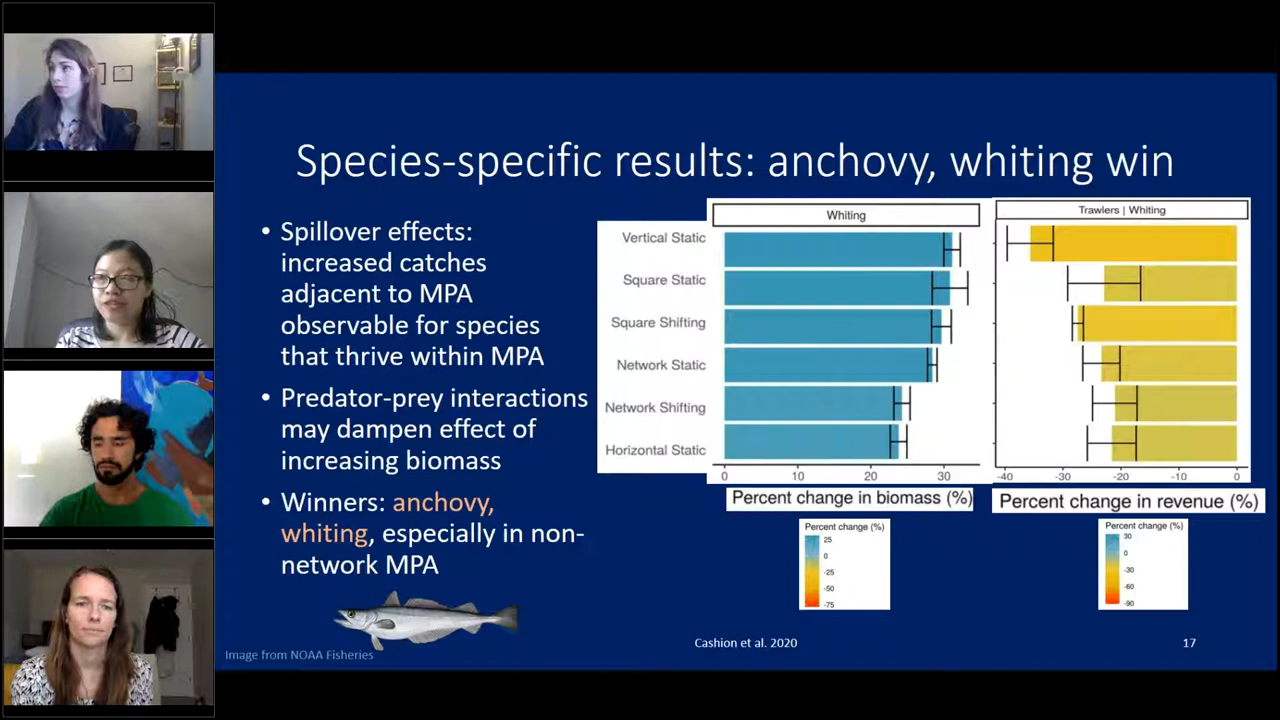 Species-specific results: anchovy, whiting win
• Spillover effects:
increased catches
adjacent to MPA
observable for species
that thrive within MPA
• Predator-prey interactions
may dampen effect of
increasing biomass
• Winners: anchovy,
whiting, especially in non-
network MPA
Image from NOAA Fisheries
Whiting
Vertical Static
Square Static
Square Shifting
Network Static
Network Shifting
Horizontal Static
0 10 20 30
Percent change in biomass (%)
Percent change (%)
25
0
-25
-50
-75
Trawlers | Whiting
-40 -30 -20 -10 0
Percent change in revenue (%)
Percent change (%)
30
0
-30
-60
-90
Cashion et al. 2020
17